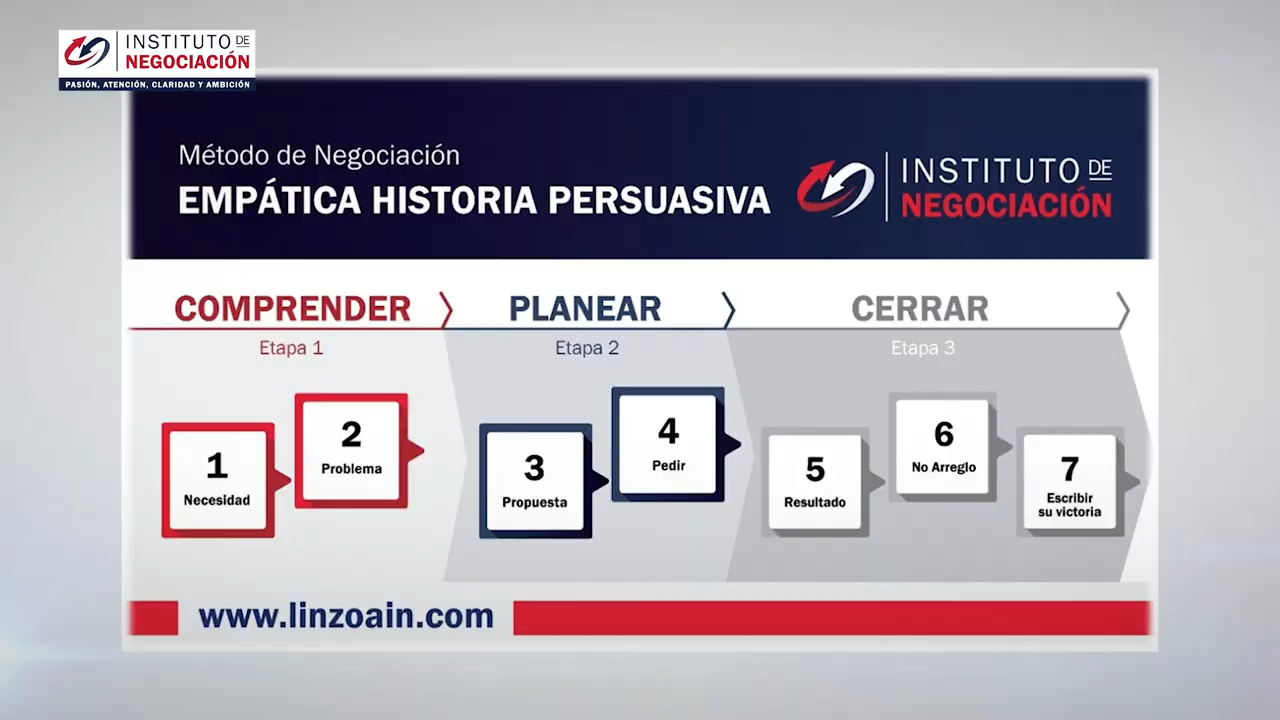 INSTITUTO DE
NEGOCIACIÓN
PASIÓN, ATENCIÓN, CLARIDAD Y AMBICIÓN
Método de Negociación
EMPÁTICA HISTORIA PERSUASIVA
INSTITUTO DE
NEGOCIACIÓN
COMPRENDER
Etapa 1
PLANEAR
Etapa 2
CERRAR
Etapa 3
1
Necesidad
2
Problema
3
Propuesta
4
Pedir
5
Resultado
6
No Arreglo
7
Escribir
su victoria
www.linzoain.com